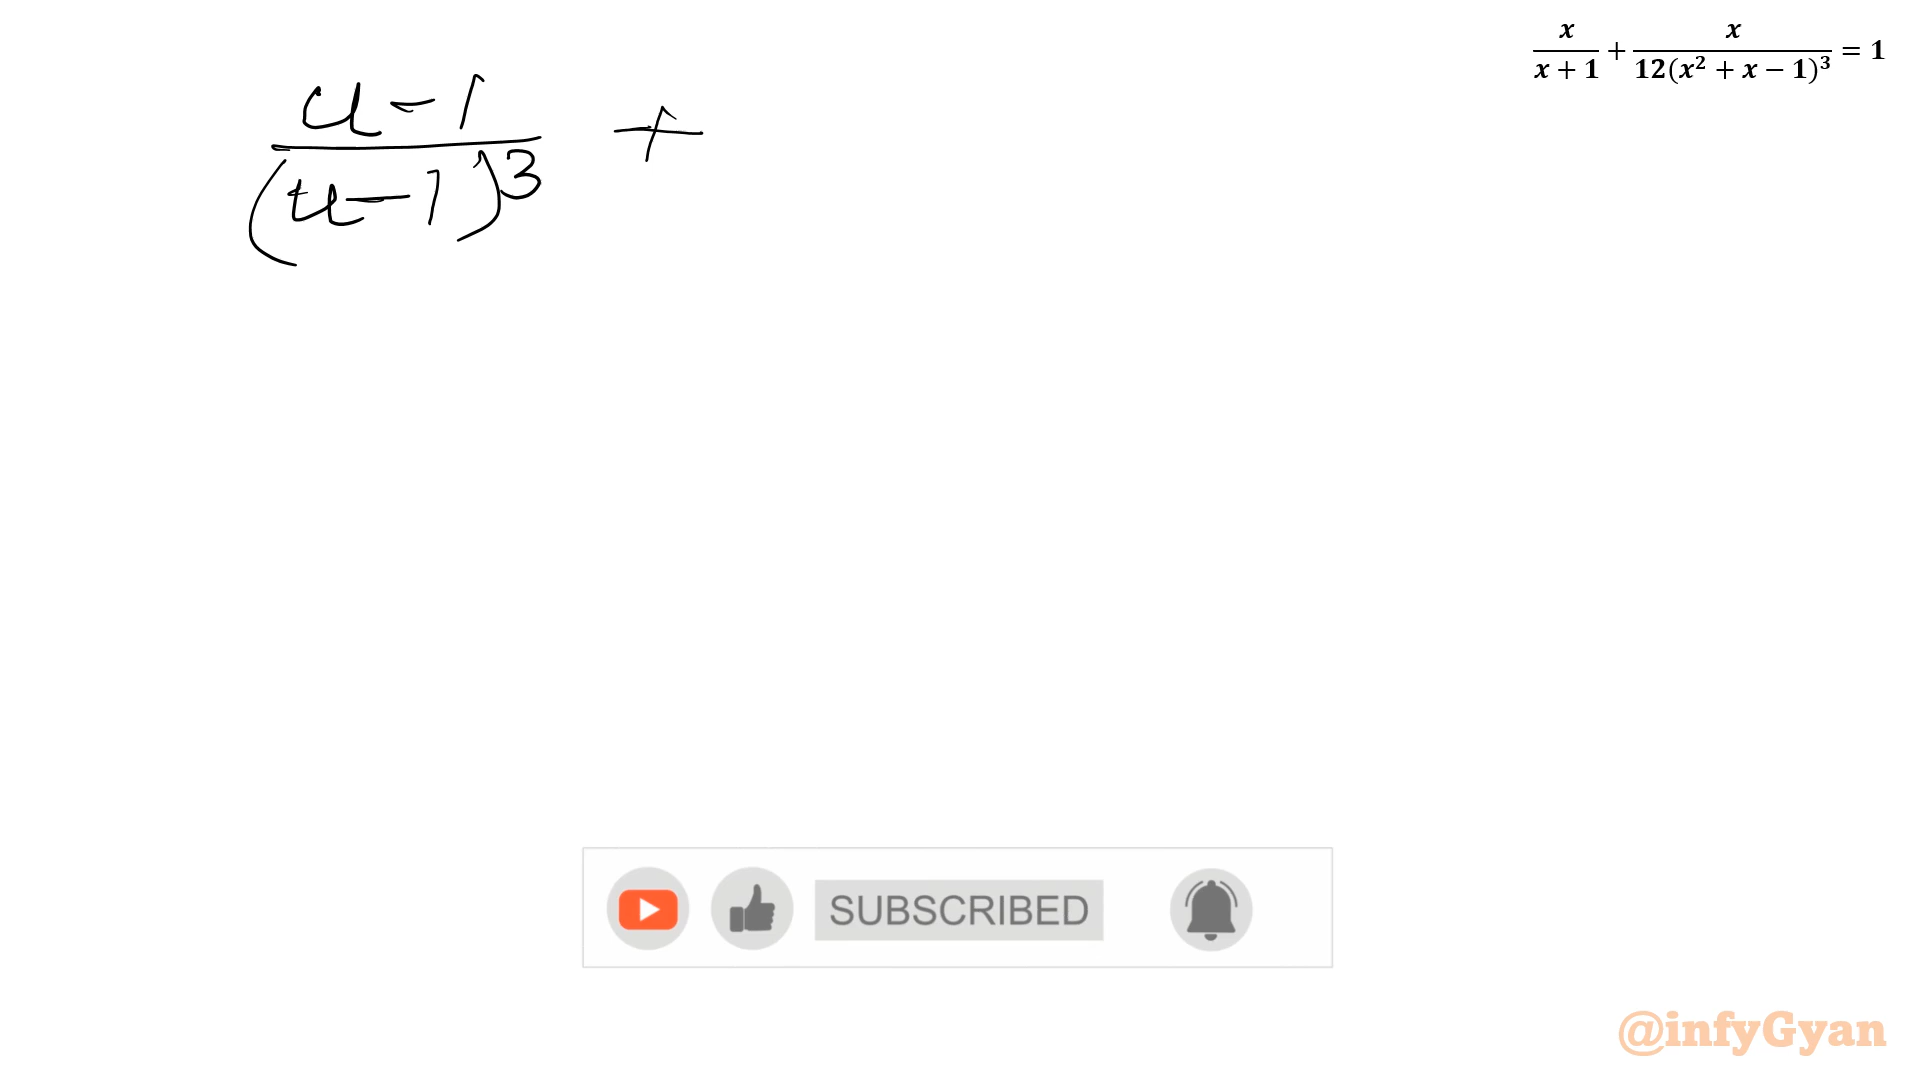 x/(x + 1) + x/(12(x² + x − 1)³) = 1
(u − 1)/(u − 1)³ +
SUBSCRIBED
@infyGyan